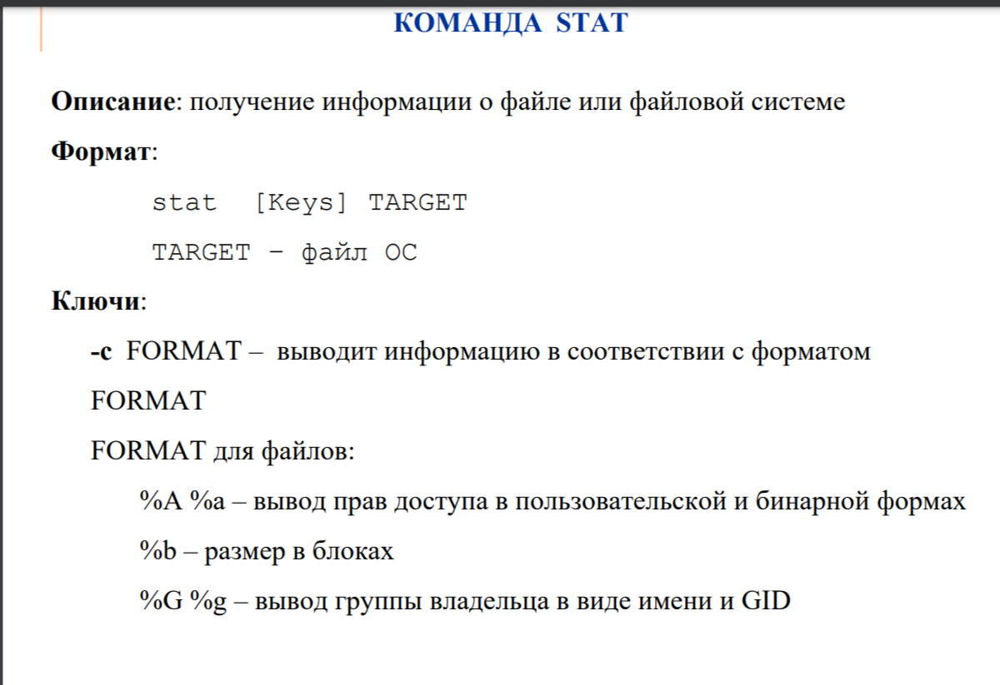 КОМАНДА STAT
Описание: получение информации о файле или файловой системе
Формат:
stat [Keys] TARGET
TARGET – файл ОС
Ключи:
-c FORMAT – выводит информацию в соответствии с форматом
FORMAT
FORMAT для файлов:
%A %a – вывод прав доступа в пользовательской и бинарной формах
%b – размер в блоках
%G %g – вывод группы владельца в виде имени и GID